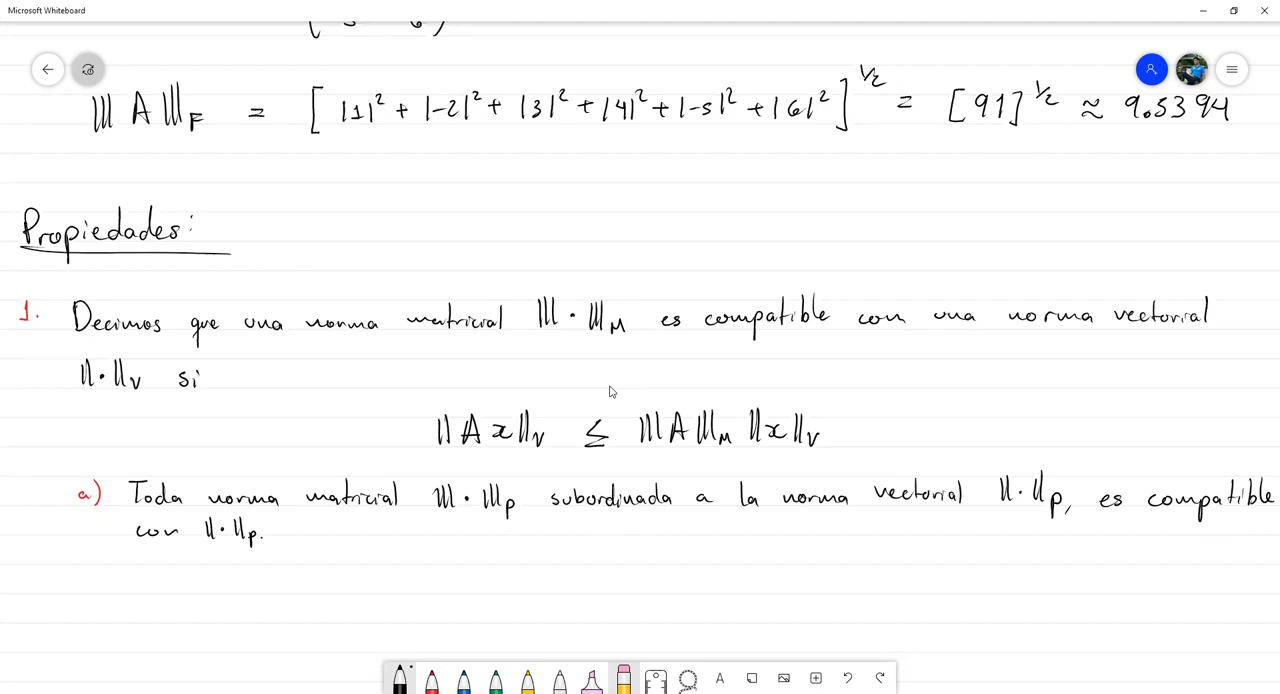 Microsoft Whiteboard
||| A |||_F = [ |1|² + |-2|² + |3|² + |4|² + |-5|² + |6|² ]^1/2 = [91]^1/2 ≈ 9.5394
Propiedades:
1. Decimos que una norma matricial |||·|||_M es compatible con una norma vectorial
||·||_V si
||Ax||_V ≤ |||A|||_M ||x||_V
a) Toda norma matricial |||·|||_p subordinada a la norma vectorial ||·||_p, es compatible
con ||·||_p.